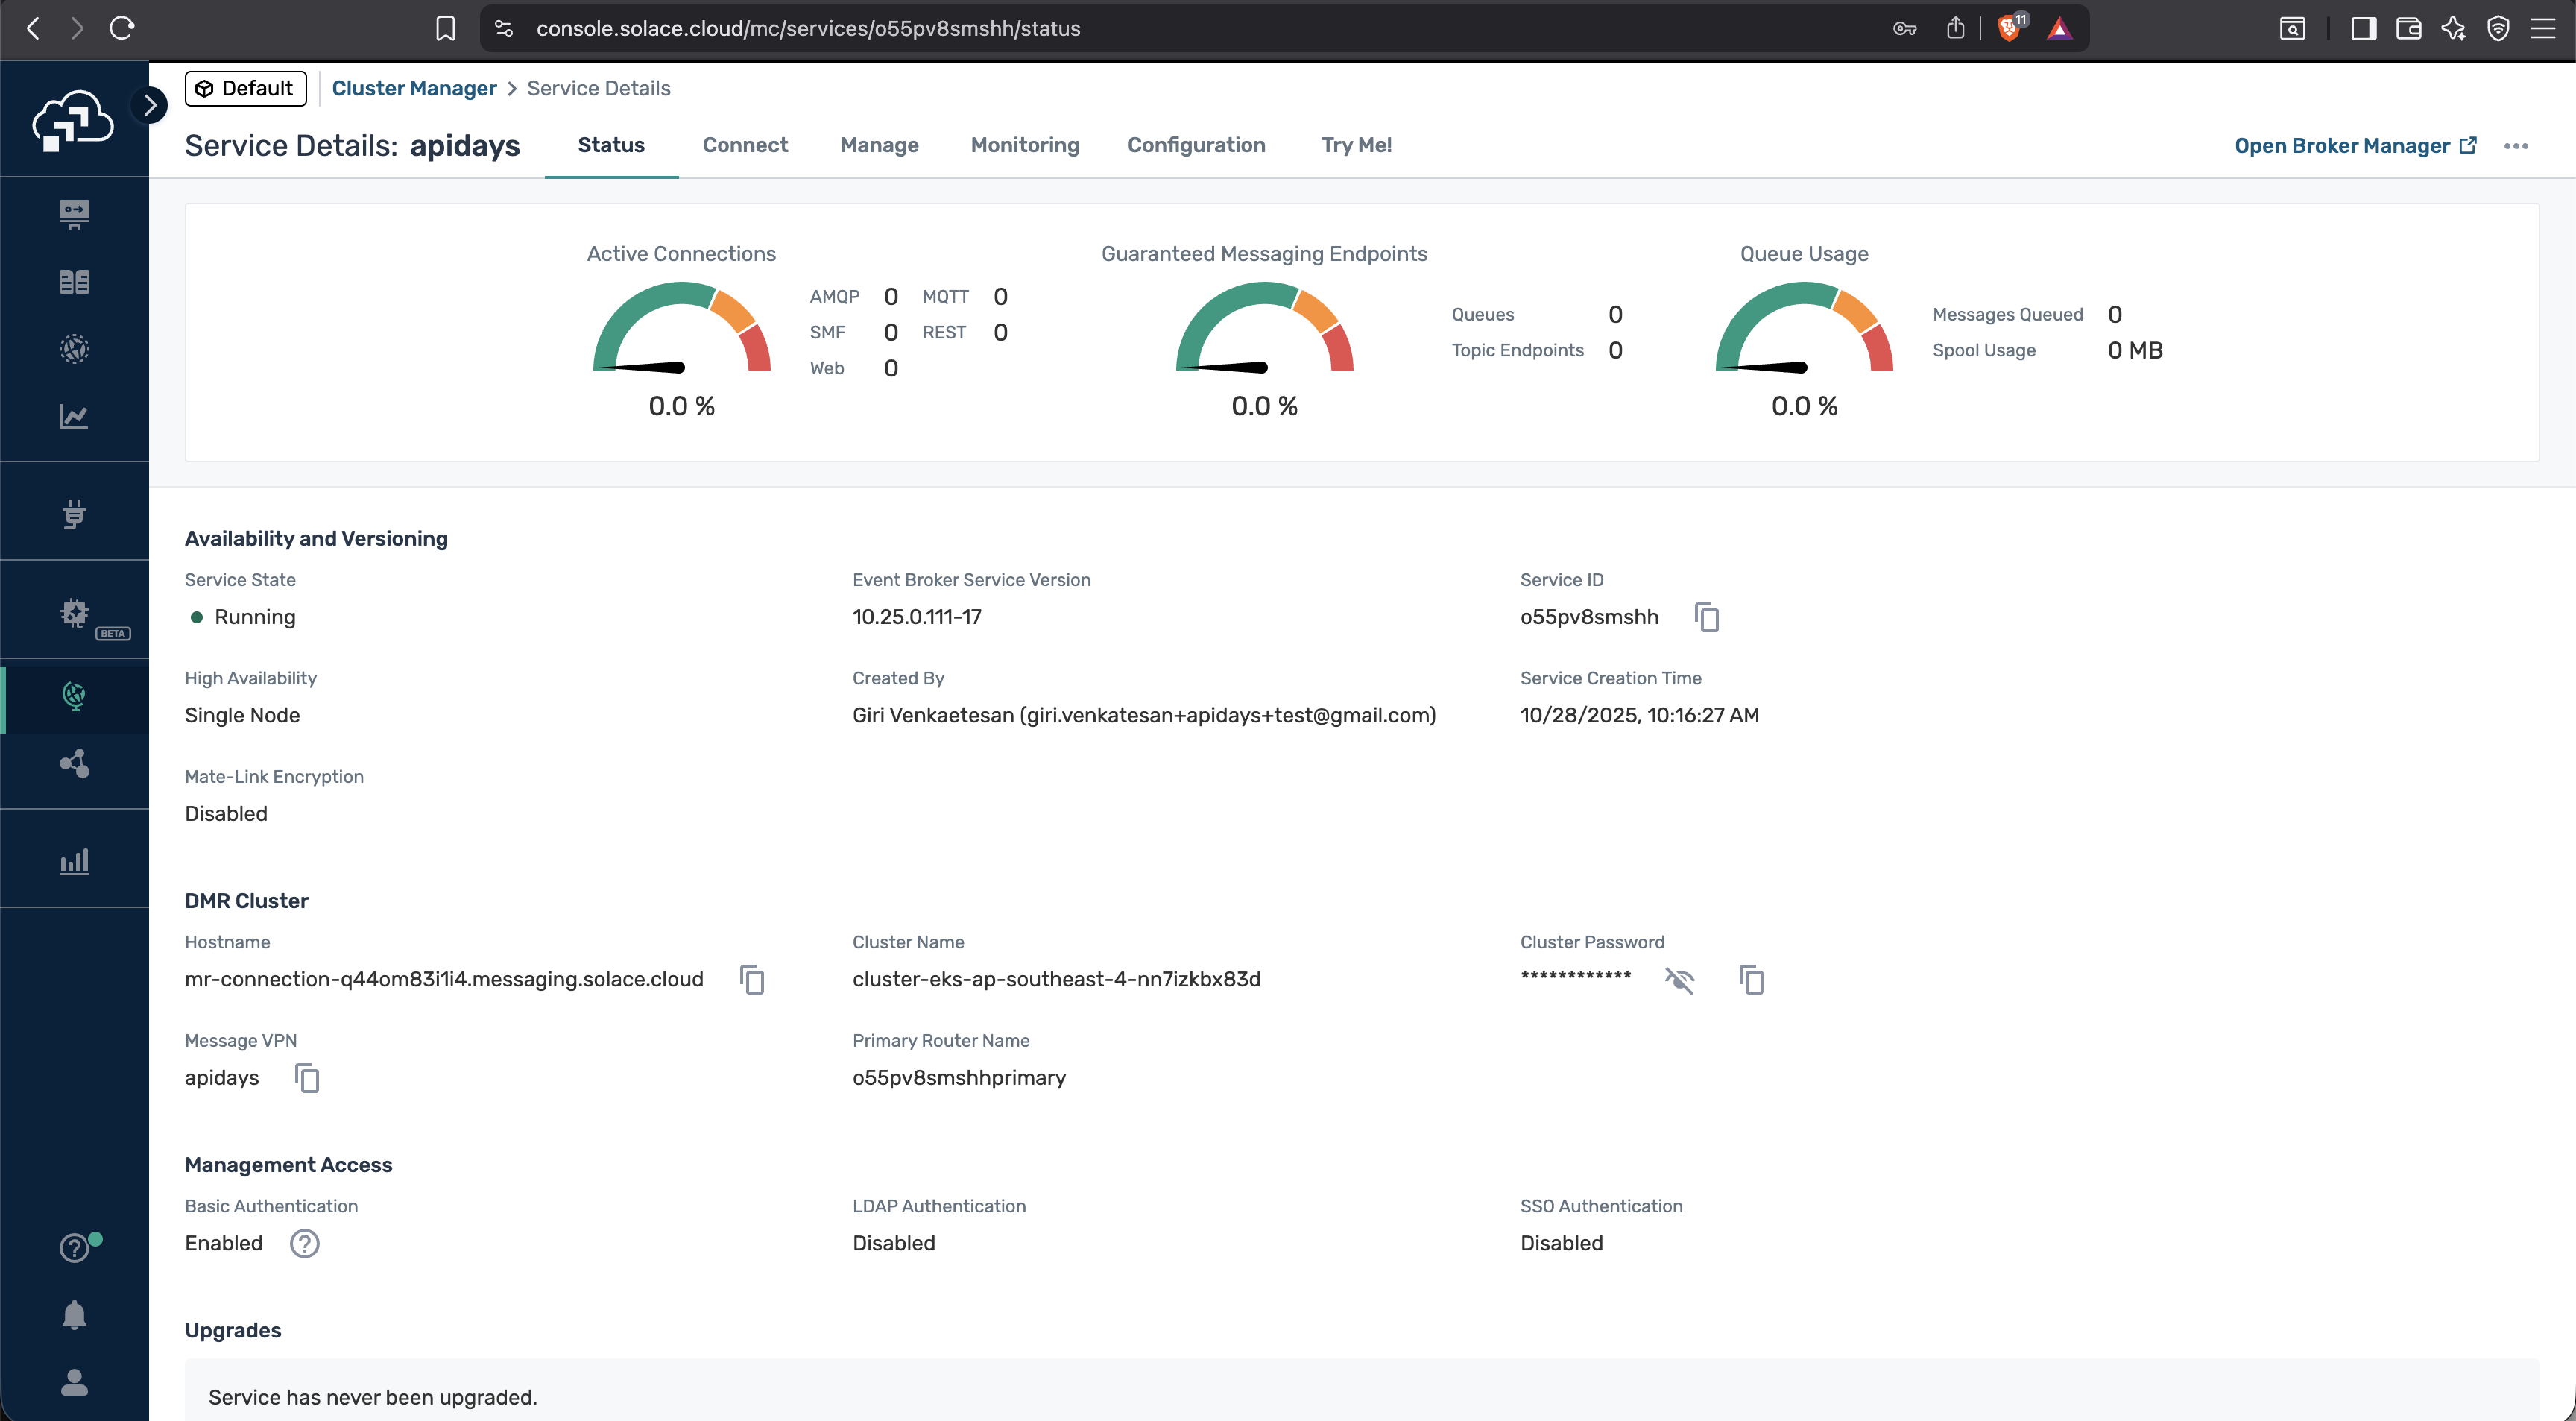 console.solace.cloud/mc/services/o55pv8smshh/status
11
Default
Cluster Manager > Service Details
Service Details: apidays
Status
Connect
Manage
Monitoring
Configuration
Try Me!
Open Broker Manager
Active Connections
0.0 %
AMQP 0 MQTT 0
SMF 0 REST 0
Web 0
Guaranteed Messaging Endpoints
0.0 %
Queues 0
Topic Endpoints 0
Queue Usage
0.0 %
Messages Queued 0
Spool Usage 0 MB
BETA
Availability and Versioning
Service State
Running
Event Broker Service Version
10.25.0.111-17
Service ID
o55pv8smshh
High Availability
Single Node
Created By
Giri Venkaetesan (giri.venkatesan+apidays+test@gmail.com)
Service Creation Time
10/28/2025, 10:16:27 AM
Mate-Link Encryption
Disabled
DMR Cluster
Hostname
mr-connection-q44om83i1i4.messaging.solace.cloud
Cluster Name
cluster-eks-ap-southeast-4-nn7izkbx83d
Cluster Password
************
Message VPN
apidays
Primary Router Name
o55pv8smshhprimary
Management Access
Basic Authentication
Enabled
LDAP Authentication
Disabled
SSO Authentication
Disabled
Upgrades
Service has never been upgraded.